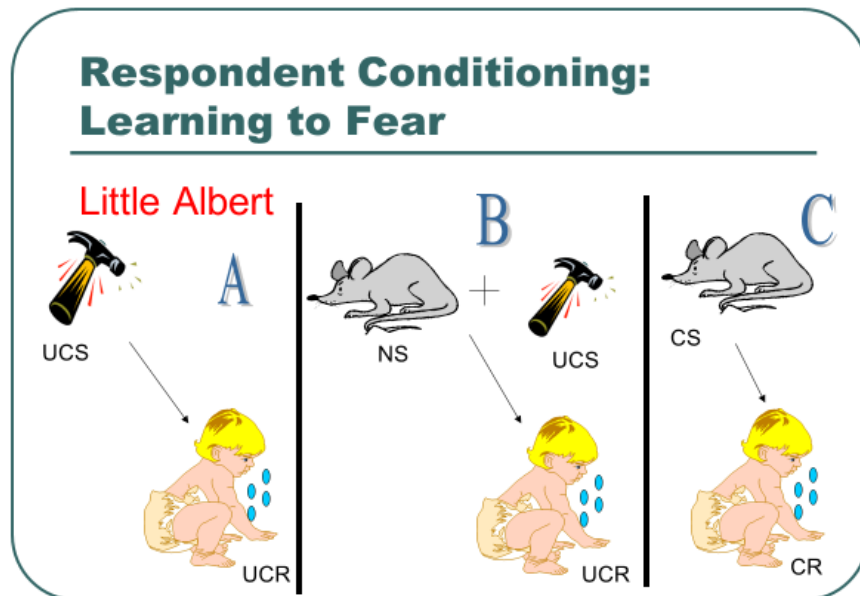 Respondent Conditioning:
Learning to Fear
Little Albert
A
UCS
UCR
B
+
NS
UCS
UCR
C
CS
CR